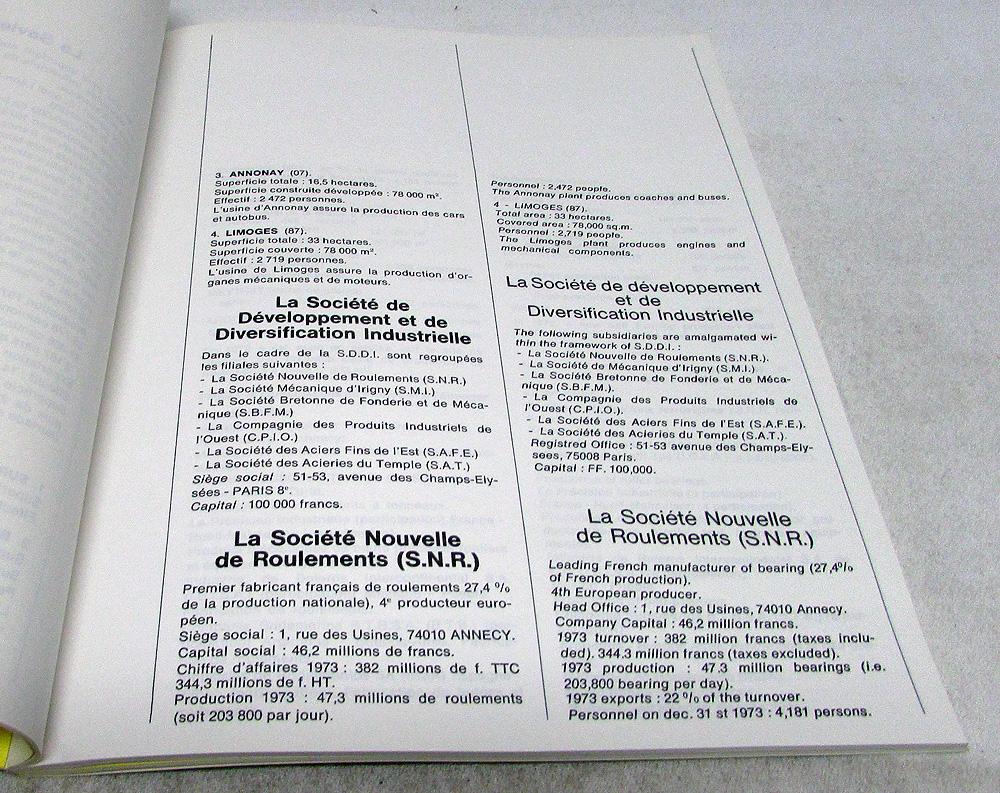 3. ANNONAY (07).
Superficie totale : 16,5 hectares.
Superficie construite développée : 78 000 m².
Effectif : 2 472 personnes.
L'usine d'Annonay assure la production des cars
et autobus.
4. LIMOGES (87).
Superficie totale : 33 hectares.
Superficie couverte : 78 000 m².
Effectif : 2 719 personnes.
L'usine de Limoges assure la production d'or-
ganes mécaniques et de moteurs.
La Société de
Développement et de
Diversification Industrielle
Dans le cadre de la S.D.D.I. sont regroupées
les filiales suivantes :
- La Société Nouvelle de Roulements (S.N.R.)
- La Société Mécanique d'Irigny (S.M.I.)
- La Société Bretonne de Fonderie et de Méca-
nique (S.B.F.M.)
- La Compagnie des Produits Industriels de
l'Ouest (C.P.I.O.)
- La Société des Aciers Fins de l'Est (S.A.F.E.)
- La Société des Acieries du Temple (S.A.T.)
Siège social : 51-53, avenue des Champs-Ely-
sées - PARIS 8e.
Capital : 100 000 francs.
La Société Nouvelle
de Roulements (S.N.R.)
Premier fabricant français de roulements 27,4 %
de la production nationale), 4e producteur euro-
péen.
Siège social : 1, rue des Usines, 74010 ANNECY.
Capital social : 46,2 millions de francs.
Chiffre d'affaires 1973 : 382 millions de f. TTC
344,3 millions de f. HT.
Production 1973 : 47,3 millions de roulements
(soit 203 800 par jour).
Personnel : 2,472 people.
The Annonay plant produces coaches and buses.
4 - LIMOGES (87).
Total area : 33 hectares.
Covered area : 78,000 sq.m.
Personnel : 2,719 people.
The Limoges plant produces engines and
mechanical components.
La Société de développement
et de
Diversification Industrielle
The following subsidiaries are amalgamated wi-
thin the framework of S.D.D.I. :
- La Société Nouvelle de Roulements (S.N.R.).
- La Société de Mécanique d'Irigny (S.M.I.)
- La Société Bretonne de Fonderie et de Méca-
nique (S.B.F.M.).
- La Compagnie des Produits Industriels de
l'Ouest (C.P.I.O.).
- La Société des Aciers Fins de l'Est (S.A.F.E.).
- La Société des Acieries du Temple (S.A.T.).
Registred Office : 51-53 avenue des Champs-Ely-
sees, 75008 Paris.
Capital : FF. 100,000.
La Société Nouvelle
de Roulements (S.N.R.)
Leading French manufacturer of bearing (27,4%
of French production).
4th European producer.
Head Office : 1, rue des Usines, 74010 Annecy.
Company Capital : 46,2 million francs.
1973 turnover : 382 million francs (taxes inclu-
ded). 344.3 million francs (taxes excluded).
1973 production : 47.3 million bearings (i.e.
203,800 bearing per day).
1973 exports : 22 % of the turnover.
Personnel on dec. 31 st 1973 : 4,181 persons.